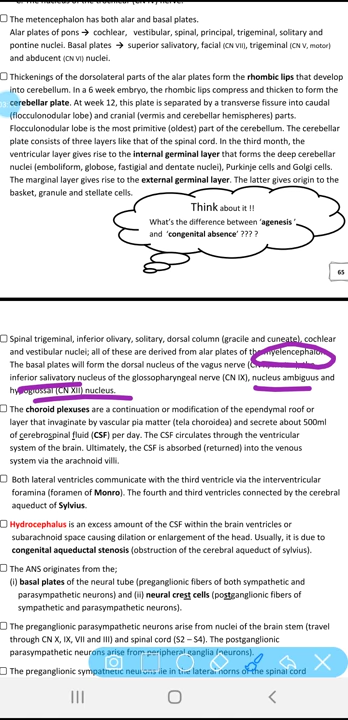 The metencephalon has both alar and basal plates.
Alar plates of pons → cochlear, vestibular, spinal, principal, trigeminal, solitary and
pontine nuclei. Basal plates → superior salivatory, facial (CN VII), trigeminal (CN V, motor)
and abducent (CN VI) nuclei.
Thickenings of the dorsolateral parts of the alar plates form the rhombic lips that develop
into cerebellum. In a 6 week embryo, the rhombic lips compress and thicken to form the
cerebellar plate. At week 12, this plate is separated by a transverse fissure into caudal
(flocculonodular lobe) and cranial (vermis and cerebellar hemispheres) parts.
Flocculonodular lobe is the most primitive (oldest) part of the cerebellum. The cerebellar
plate consists of three layers like that of the spinal cord. In the third month, the
ventricular layer gives rise to the internal germinal layer that forms the deep cerebellar
nuclei (emboliform, globose, fastigial and dentate nuclei), Purkinje cells and Golgi cells.
The marginal layer gives rise to external germinal layer. The latter gives origin to the
basket, granule and stellate cells.
Think about it !!
What's the difference between 'agenesis'
and 'congenital absence' ????
65
Spinal trigeminal, inferior olivary, solitary, dorsal column (gracile and cuneate), cochlear
and vestibular nuclei; all of these are derived from alar plates of the myelencephalon.
The basal plates will form the dorsal nucleus of the vagus nerve
inferior salivatory nucleus of the glossopharyngeal nerve (CN IX), nucleus ambiguus and
hypoglossal (CN XII) nucleus.
The choroid plexuses are a continuation or modification of the ependymal roof or
layer that invaginate by vascular pia matter (tela choroidea) and secrete about 500ml
of cerebrospinal fluid (CSF) per day. The CSF circulates through the ventricular
system of the brain. Ultimately, the CSF is absorbed (returned) into the venous
system via the arachnoid villi.
Both lateral ventricles communicate with the third ventricle via the interventricular
foramina (foramen of Monro). The fourth and third ventricles connected by the cerebral
aqueduct of Sylvius.
Hydrocephalus is an excess amount of the CSF within the brain ventricles or
subarachnoid space causing dilation or enlargement of the head. Usually, it is due to
congenital aqueductal stenosis (obstruction of the cerebral aqueduct of sylvius).
The ANS originates from the;
(i) basal plates of the neural tube (preganglionic fibers of both sympathetic and
parasympathetic neurons) and (ii) neural crest cells (postganglionic fibers of
sympathetic and parasympathetic neurons).
The preganglionic parasympathetic neurons arise from nuclei of the brain stem (travel
through CN X, IX, VII and III) and spinal cord (S2 – S4). The postganglionic
parasympathetic neurons arise from peripheral ganglia (neurons).
The preganglionic sympathetic neurons lie in the lateral horns of the spinal cord